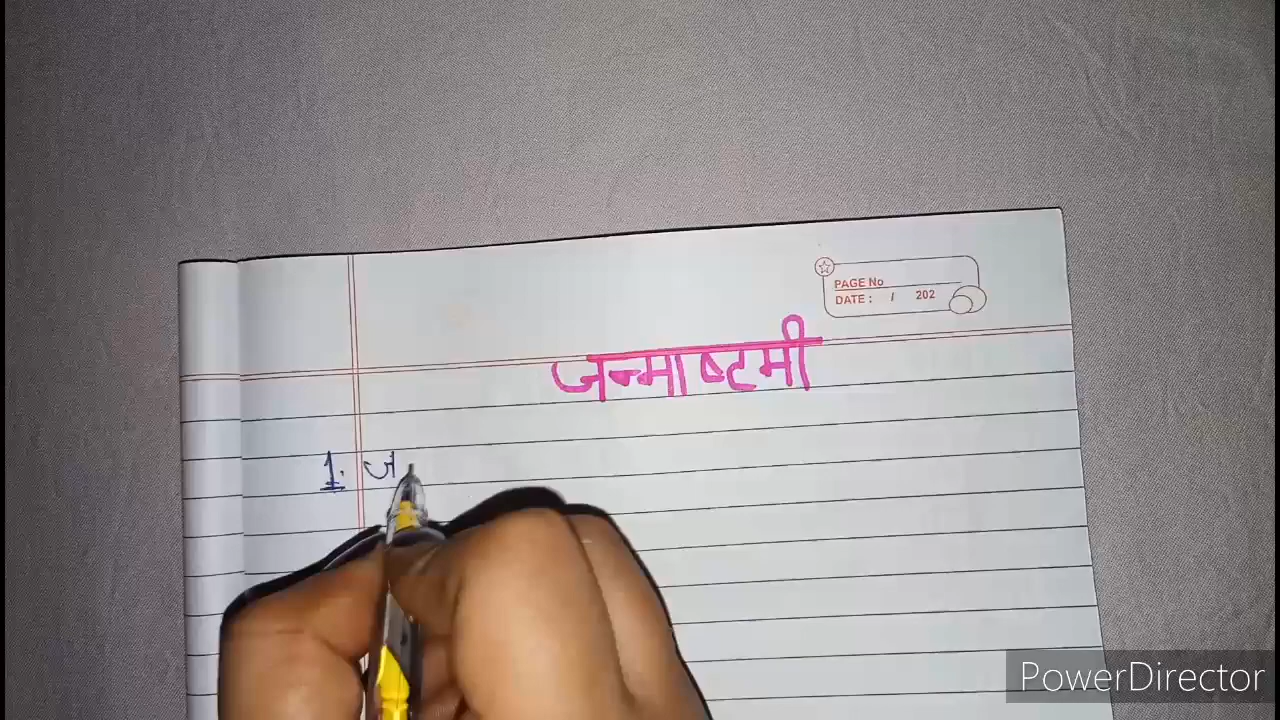 PAGE No
DATE : / 202
जन्माष्टमी
1. ज
PowerDirector